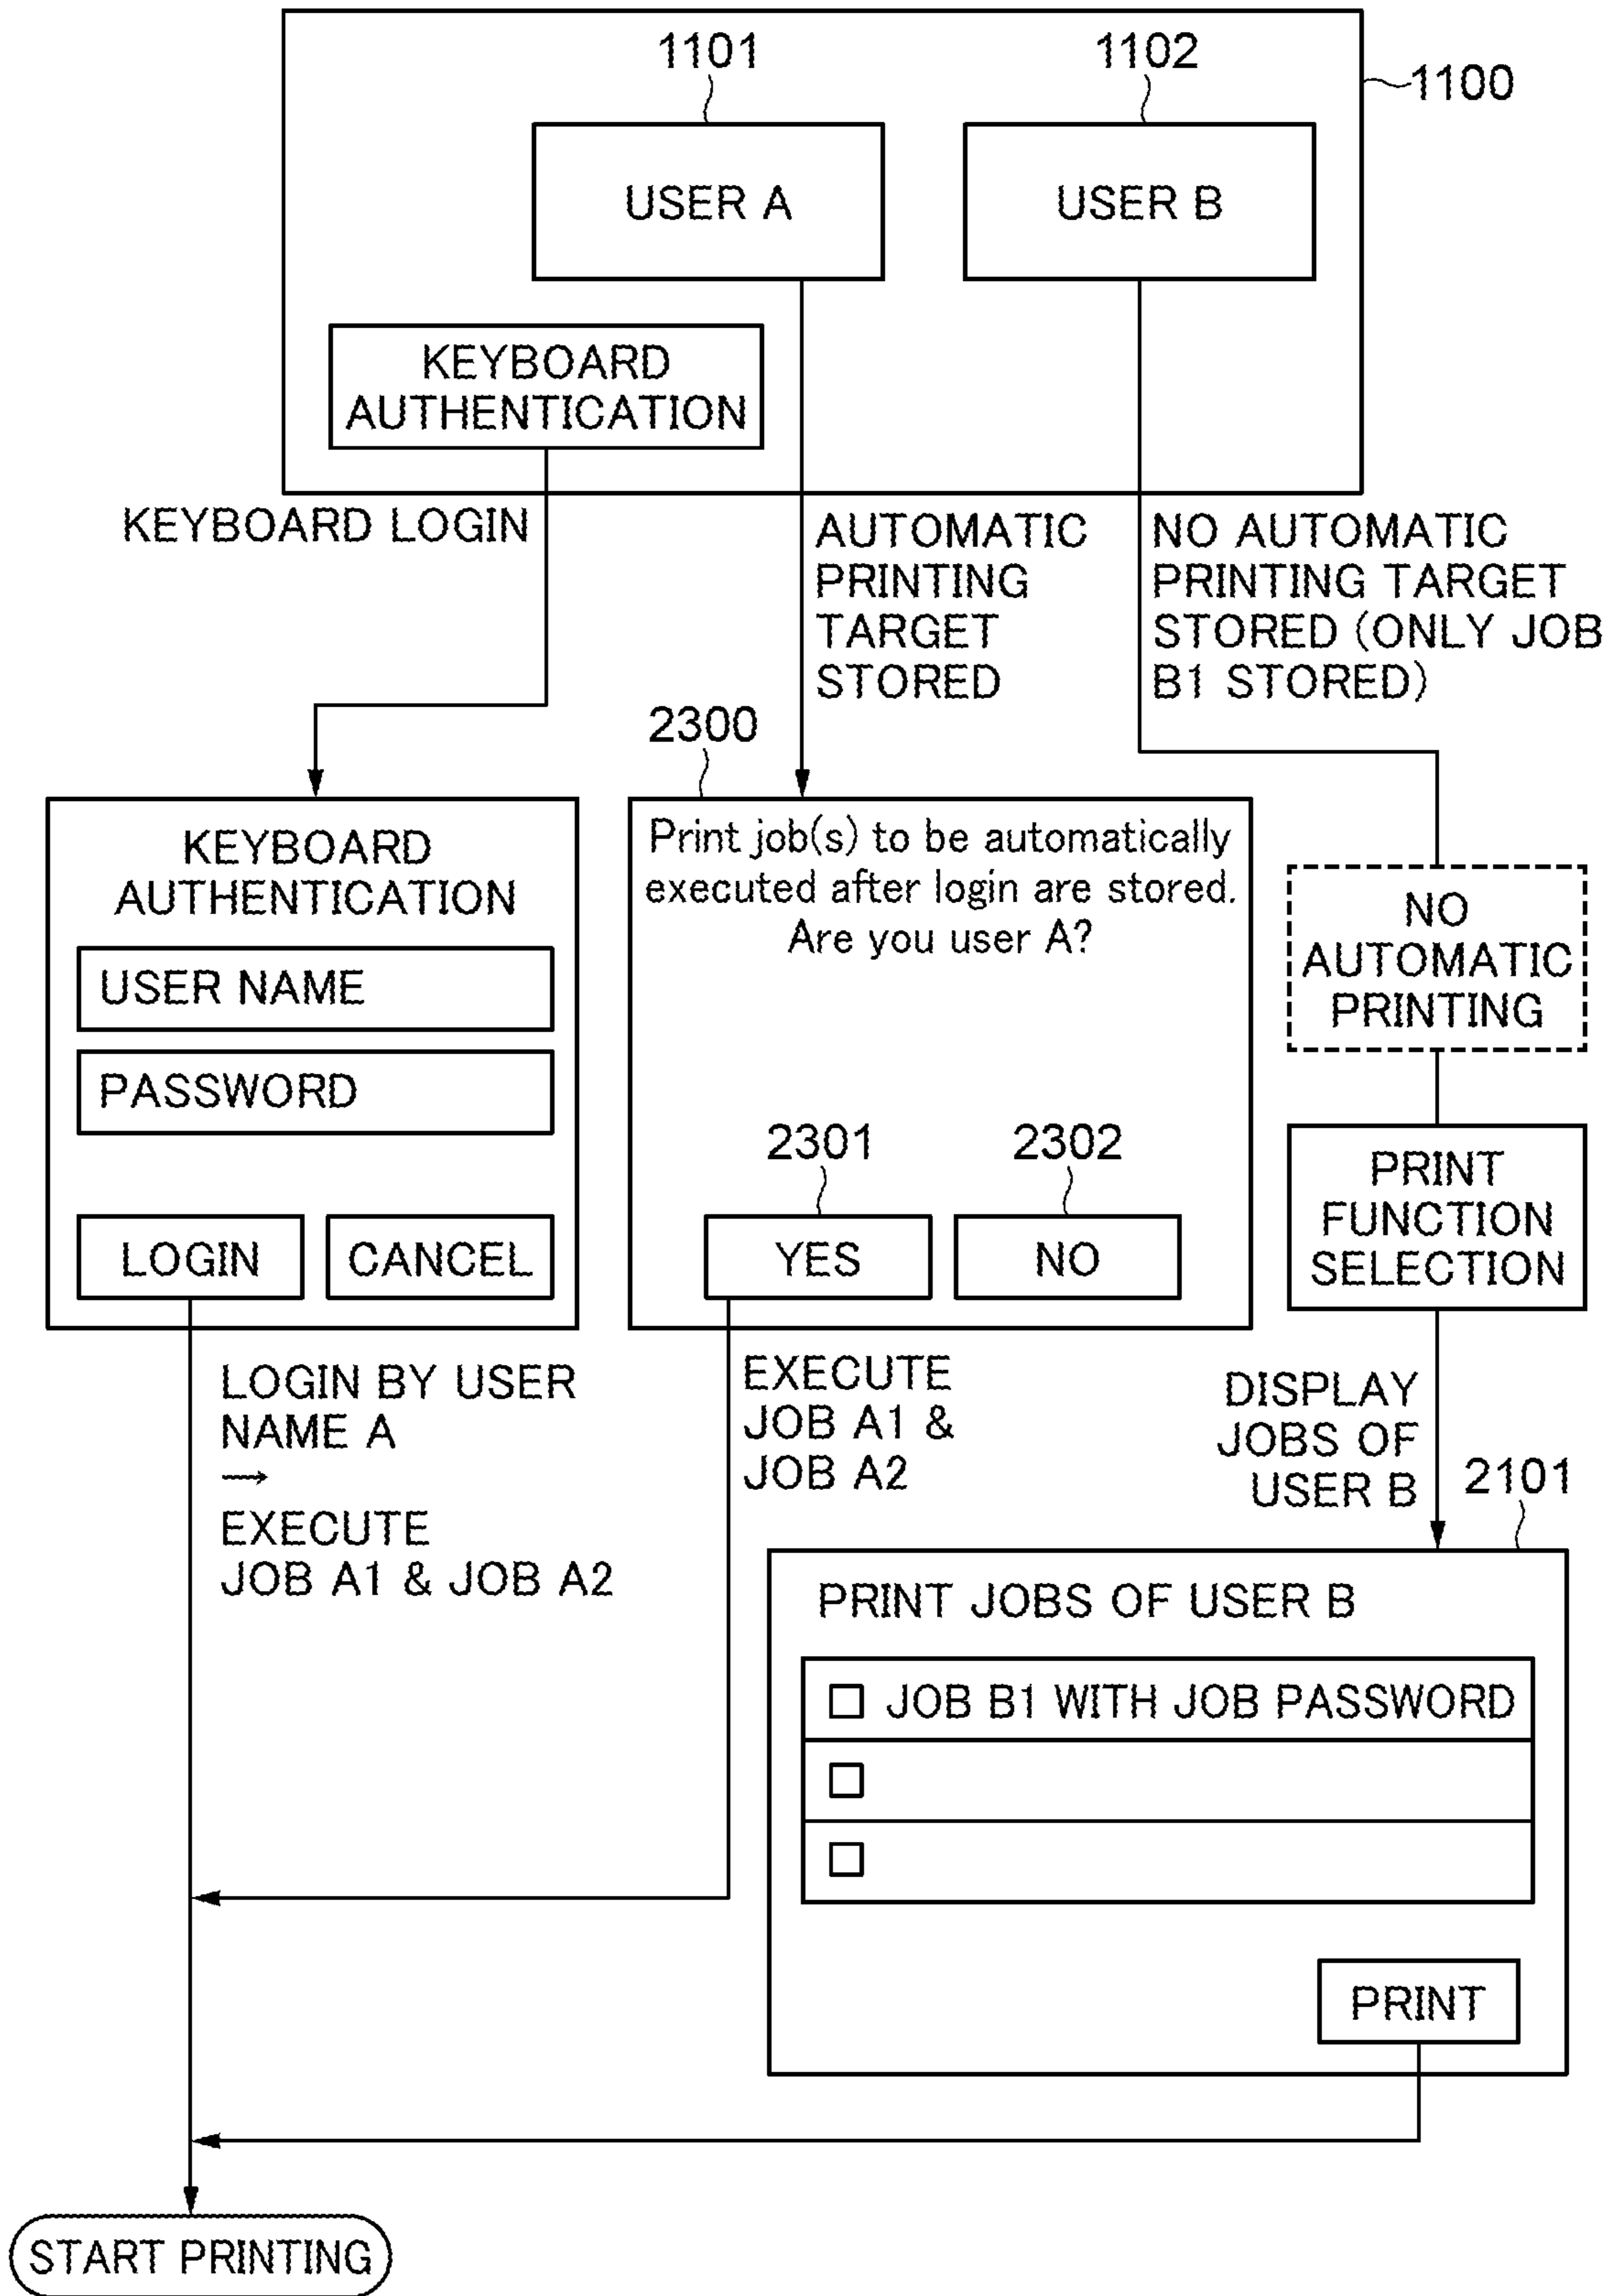 1101
1102
1100
USER A
USER B
KEYBOARD
AUTHENTICATION
KEYBOARD LOGIN
AUTOMATIC
PRINTING
TARGET
STORED
NO AUTOMATIC
PRINTING TARGET
STORED (ONLY JOB
B1 STORED)
2300
KEYBOARD
AUTHENTICATION
USER NAME
PASSWORD
LOGIN
CANCEL
Print job(s) to be automatically
executed after login are stored.
Are you user A?
2301
2302
YES
NO
NO
AUTOMATIC
PRINTING
PRINT
FUNCTION
SELECTION
LOGIN BY USER
NAME A
→
EXECUTE
JOB A1 & JOB A2
EXECUTE
JOB A1 &
JOB A2
DISPLAY
JOBS OF
USER B
2101
PRINT JOBS OF USER B
JOB B1 WITH JOB PASSWORD
PRINT
START PRINTING